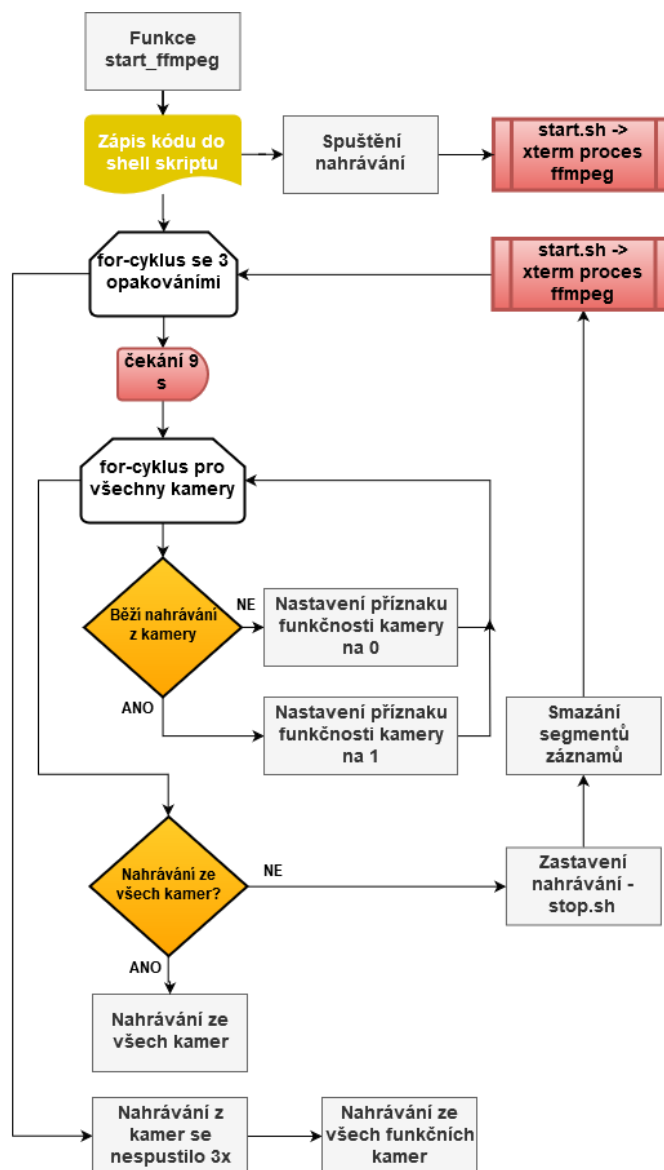 Funkce
start_ffmpeg
Zápis kódu do
shell skriptu
Spuštění
nahrávání
start.sh ->
xterm proces
ffmpeg
for-cyklus se 3
opakováními
start.sh ->
xterm proces
ffmpeg
čekání 9
s
for-cyklus pro
všechny kamery
Běží nahrávání
z kamery
NE
Nastavení příznaku
funkčnosti kamery
na 0
ANO
Nastavení příznaku
funkčnosti kamery
na 1
Smazání
segmentů
záznamů
Nahrávání ze
všech kamer?
NE
Zastavení
nahrávání -
stop.sh
ANO
Nahrávání ze
všech kamer
Nahrávání z
kamer se
nespustilo 3x
Nahrávání ze
všech funkčních
kamer